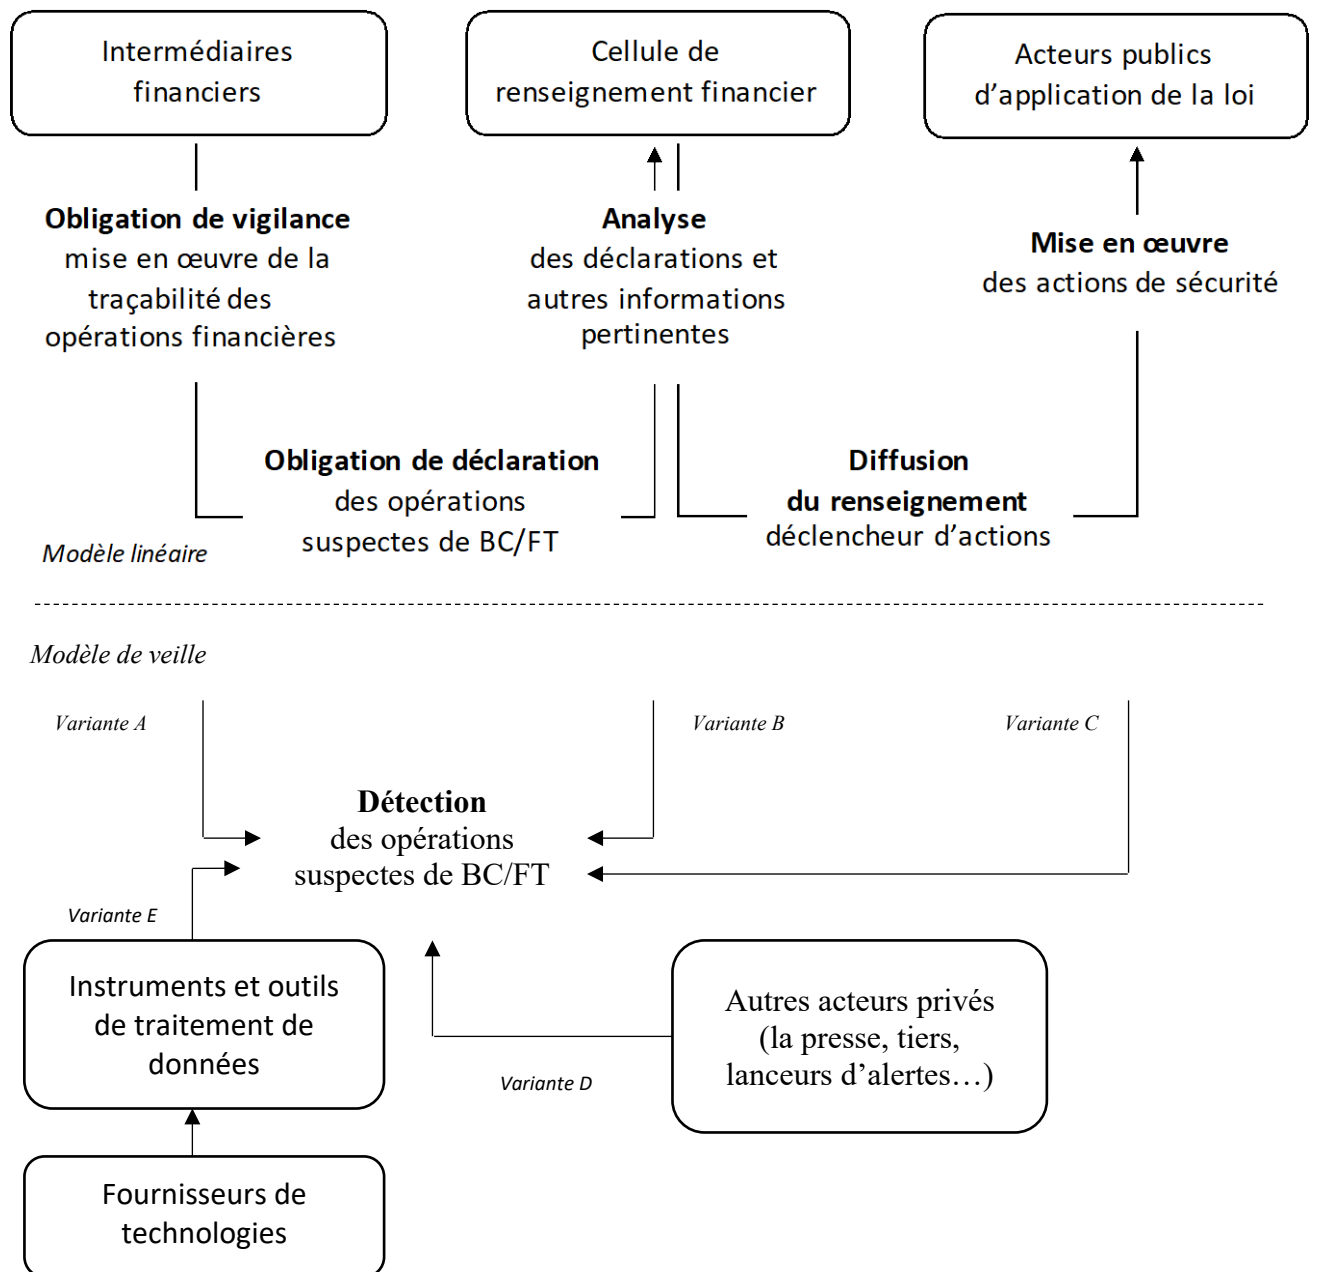 Intermédiaires
financiers
Cellule de
renseignement financier
Acteurs publics
d'application de la loi
Obligation de vigilance
mise en œuvre de la
traçabilité des
opérations financières
Analyse
des déclarations et
autres informations
pertinentes
Mise en œuvre
des actions de sécurité
Obligation de déclaration
des opérations
suspectes de BC/FT
Diffusion
du renseignement
déclencheur d'actions
Modèle linéaire
Modèle de veille
Variante A
Variante B
Variante C
Détection
des opérations
suspectes de BC/FT
Variante E
Instruments et outils
de traitement de
données
Autres acteurs privés
(la presse, tiers,
lanceurs d'alertes…)
Variante D
Fournisseurs de
technologies